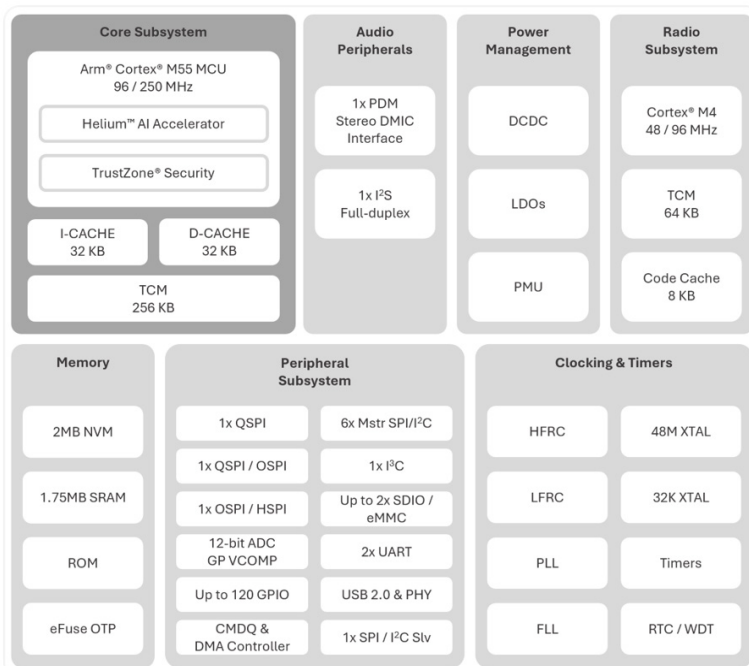 Core Subsystem
Arm® Cortex® M55 MCU
96 / 250 MHz
Helium™ AI Accelerator
TrustZone® Security
I-CACHE
32 KB
D-CACHE
32 KB
TCM
256 KB
Audio
Peripherals
1x PDM
Stereo DMIC
Interface
1x I²S
Full-duplex
Power
Management
DCDC
LDOs
PMU
Radio
Subsystem
Cortex® M4
48 / 96 MHz
TCM
64 KB
Code Cache
8 KB
Memory
2MB NVM
1.75MB SRAM
ROM
eFuse OTP
Peripheral
Subsystem
1x QSPI
6x Mstr SPI/I²C
1x QSPI / OSPI
1x I³C
1x OSPI / HSPI
Up to 2x SDIO /
eMMC
12-bit ADC
GP VCOMP
2x UART
Up to 120 GPIO
USB 2.0 & PHY
CMDQ &
DMA Controller
1x SPI / I²C Slv
Clocking & Timers
HFRC
48M XTAL
LFRC
32K XTAL
PLL
Timers
FLL
RTC / WDT